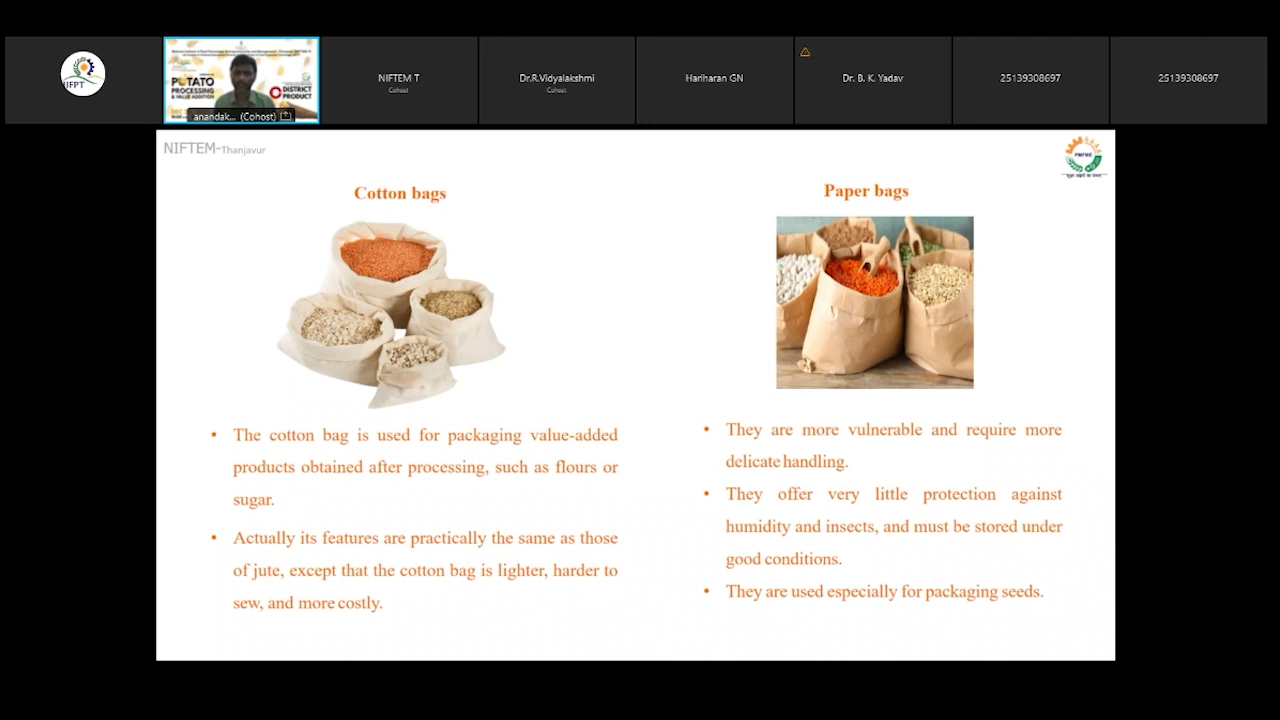 IIFPT
POTATO
PROCESSING
& VALUE ADDITION
DISTRICT
PRODUCT
anandak... (Cohost)
NIFTEM T
Cohost
Dr.R.Vidyalakshmi
Cohost
Hariharan GN
Dr. B. K. Yadav
25139308697
25139308697
NIFTEM-Thanjavur
PMFME
Cotton bags
• The cotton bag is used for packaging value-added
products obtained after processing, such as flours or
sugar.
• Actually its features are practically the same as those
of jute, except that the cotton bag is lighter, harder to
sew, and more costly.
Paper bags
• They are more vulnerable and require more
delicate handling.
• They offer very little protection against
humidity and insects, and must be stored under
good conditions.
• They are used especially for packaging seeds.